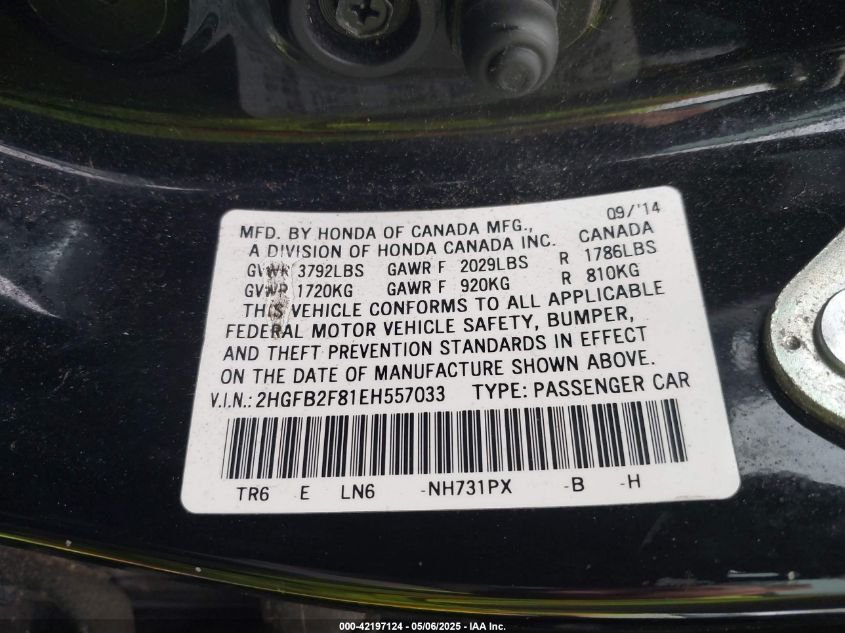 09/'14
MFD. BY HONDA OF CANADA MFG.,
A DIVISION OF HONDA CANADA INC. CANADA
GVWR 3792LBS GAWR F 2029LBS R 1786LBS
GVWR 1720KG GAWR F 920KG R 810KG
THIS VEHICLE CONFORMS TO ALL APPLICABLE
FEDERAL MOTOR VEHICLE SAFETY, BUMPER,
AND THEFT PREVENTION STANDARDS IN EFFECT
ON THE DATE OF MANUFACTURE SHOWN ABOVE.
V.I.N.: 2HGFB2F81EH557033 TYPE: PASSENGER CAR
TR6 E LN6 -NH731PX -B -H
000-42197124 - 05/06/2025 - IAA Inc.